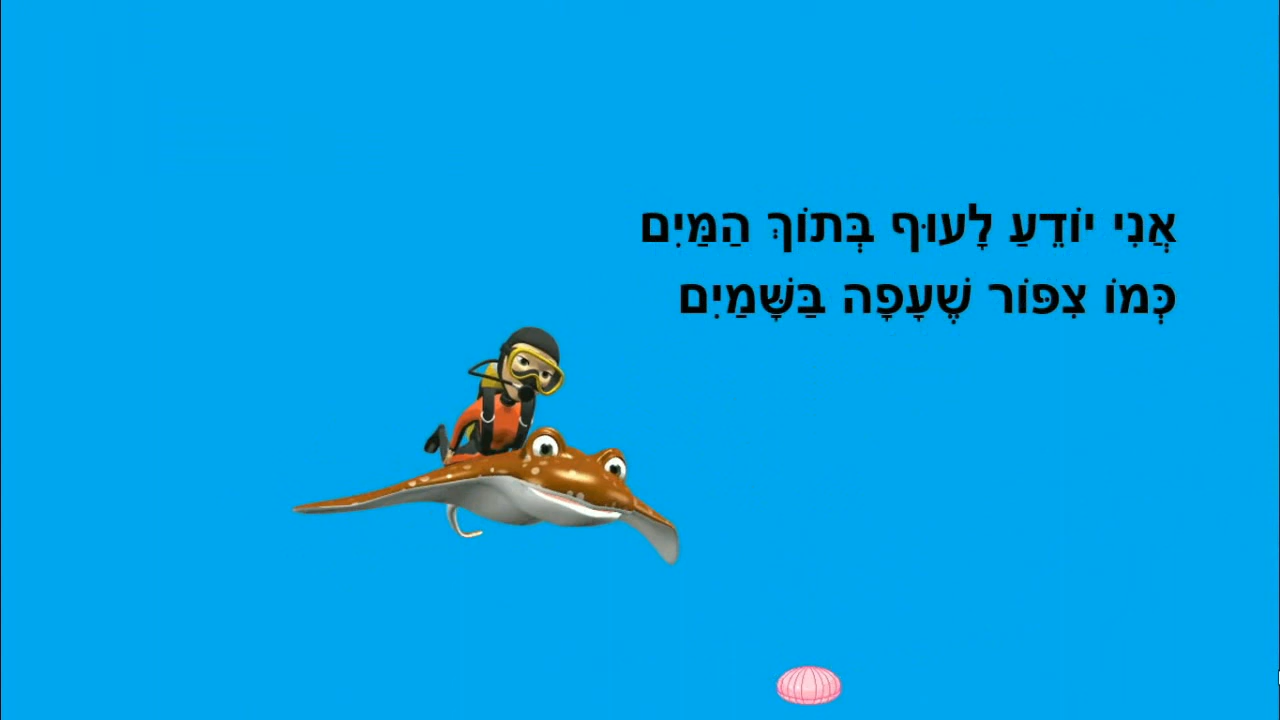 אֲנִי יוֹדֵעַ לָעוּף בְּתוֹךְ הַמַּיִם
כְּמוֹ צִפּוֹר שֶׁעָפָה בַּשָּׁמַיִם